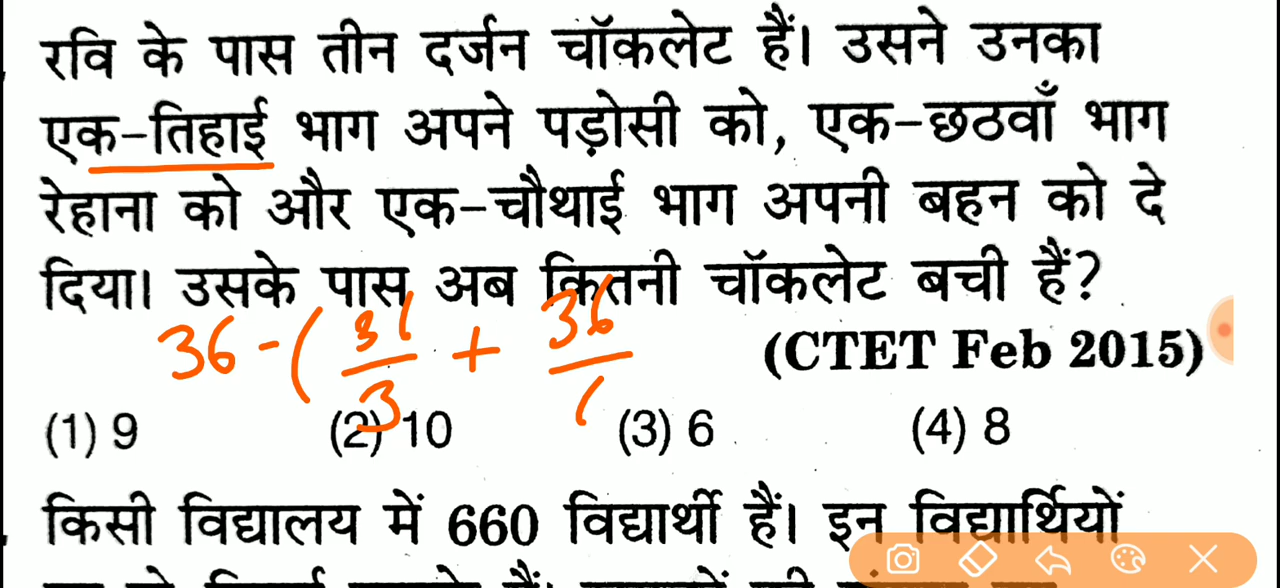 रवि के पास तीन दर्जन चॉकलेट हैं। उसने उनका
एक-तिहाई भाग अपने पड़ोसी को, एक-छठवाँ भाग
रेहाना को और एक-चौथाई भाग अपनी बहन को दे
दिया। उसके पास अब कितनी चॉकलेट बची हैं?
36 - ( 36/3 + 36/
(CTET Feb 2015)
(1) 9 (2) 10 (3) 6 (4) 8
किसी विद्यालय में 660 विद्यार्थी हैं। इन विद्यार्थियों